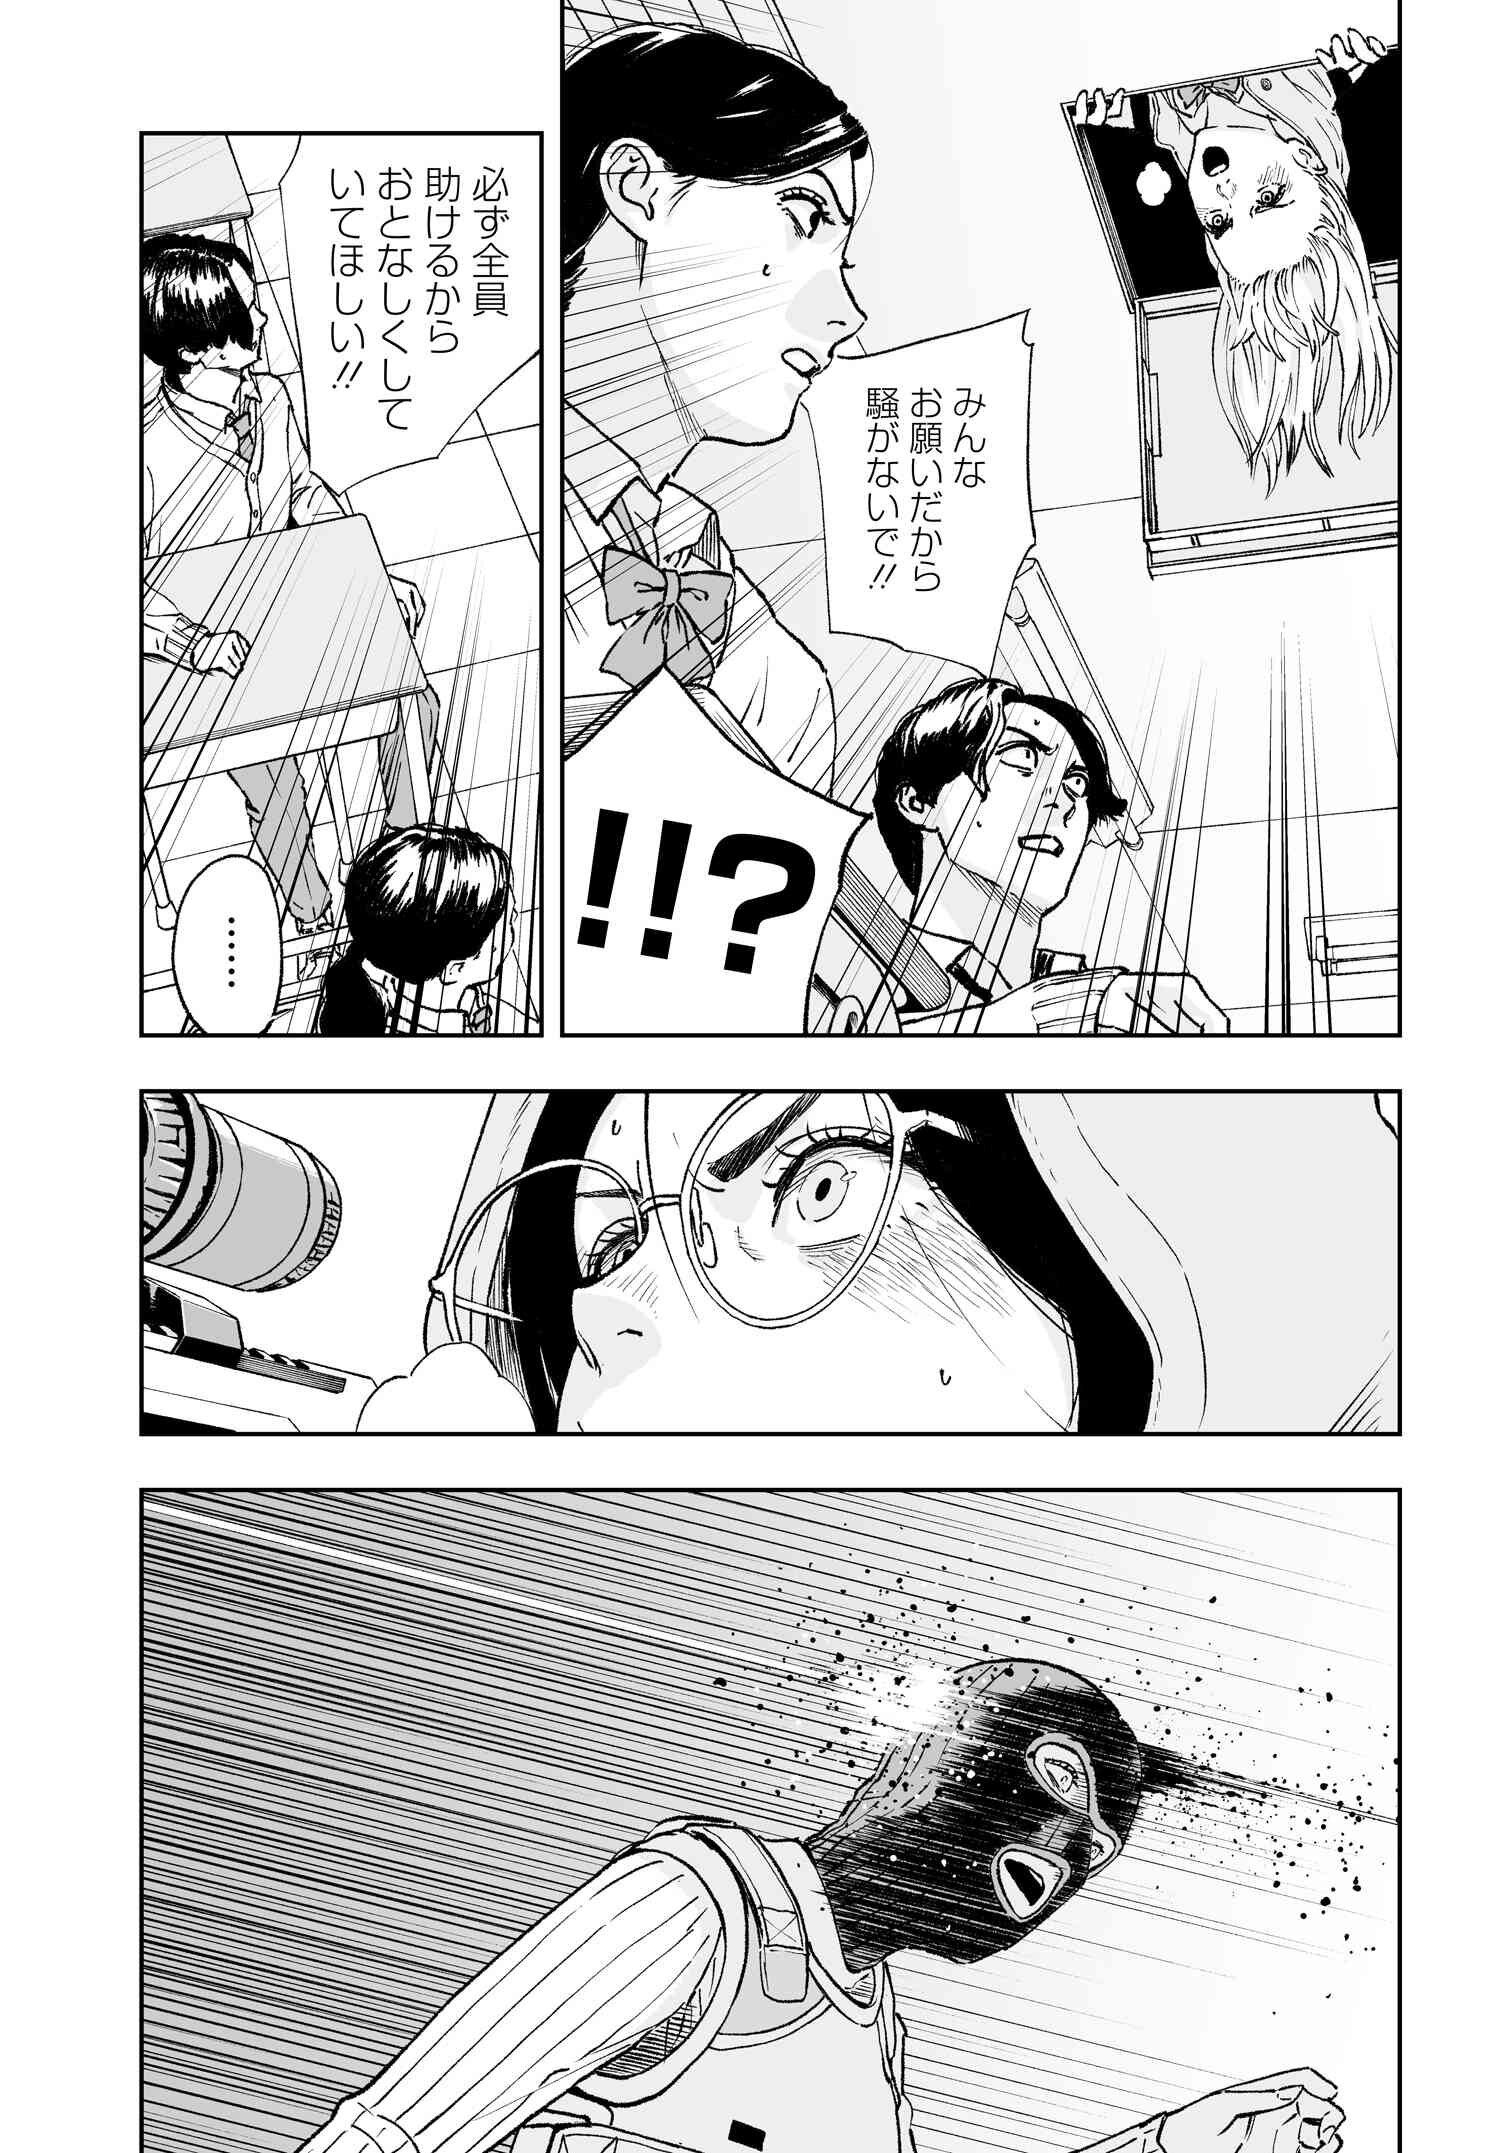 みんな
お願いだから
騒がないで!!
!!?
必ず全員
助けるから
おとなしくして
いてほしい!!
……